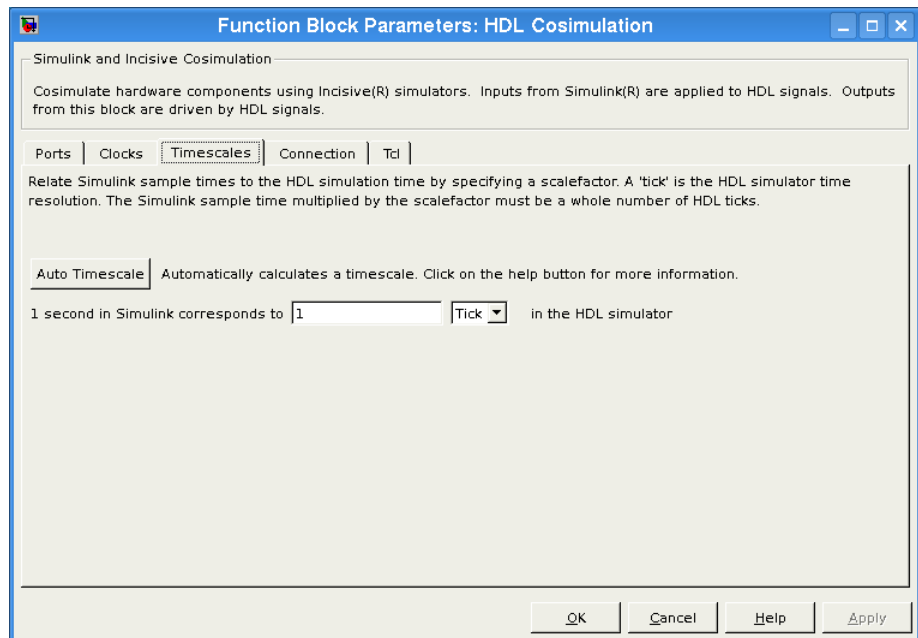 Function Block Parameters: HDL Cosimulation
Simulink and Incisive Cosimulation
Cosimulate hardware components using Incisive(R) simulators. Inputs from Simulink(R) are applied to HDL signals. Outputs
from this block are driven by HDL signals.
Ports Clocks Timescales Connection Tcl
Relate Simulink sample times to the HDL simulation time by specifying a scalefactor. A 'tick' is the HDL simulator time
resolution. The Simulink sample time multiplied by the scalefactor must be a whole number of HDL ticks.
Auto Timescale Automatically calculates a timescale. Click on the help button for more information.
1 second in Simulink corresponds to 1 Tick in the HDL simulator
OK Cancel Help Apply